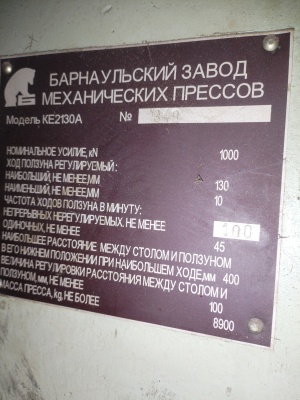 БАРНАУЛЬСКИЙ ЗАВОД
МЕХАНИЧЕСКИХ ПРЕССОВ
Модель КЕ2130А №
НОМИНАЛЬНОЕ УСИЛИЕ, kN 1000
ХОД ПОЛЗУНА РЕГУЛИРУЕМЫЙ:
НАИБОЛЬШИЙ, НЕ МЕНЕЕ,мм 130
НАИМЕНЬШИЙ, НЕ МЕНЕЕ,мм 10
ЧАСТОТА ХОДОВ ПОЛЗУНА В МИНУТУ:
НЕПРЕРЫВНЫХ НЕРЕГУЛИРУЕМЫХ, НЕ МЕНЕЕ 100
ОДИНОЧНЫХ, НЕ МЕНЕЕ 45
НАИБОЛЬШЕЕ РАССТОЯНИЕ МЕЖДУ СТОЛОМ И ПОЛЗУНОМ
В ЕГО НИЖНЕМ ПОЛОЖЕНИИ ПРИ НАИБОЛЬШЕМ ХОДЕ,мм 400
ВЕЛИЧИНА РЕГУЛИРОВКИ РАССТОЯНИЯ МЕЖДУ СТОЛОМ И
ПОЛЗУНОМ, мм, НЕ МЕНЕЕ 100
МАССА ПРЕССА, kg, НЕ БОЛЕЕ 8900